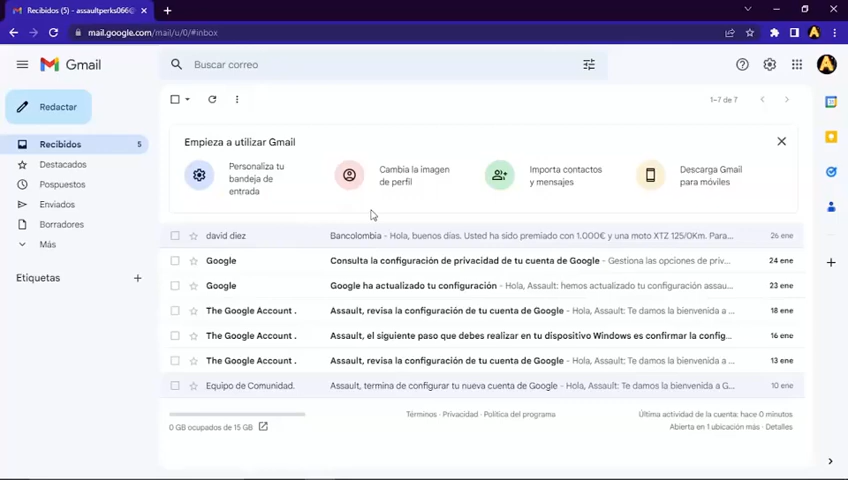 Recibidos (5) - assaultperks066@
mail.google.com/mail/u/0/#inbox
Gmail
Buscar correo
Redactar
1–7 de 7
Recibidos 5
Destacados
Pospuestos
Enviados
Borradores
Más
Etiquetas
Empieza a utilizar Gmail
Personaliza tu
bandeja de
entrada
Cambia la imagen
de perfil
Importa contactos
y mensajes
Descarga Gmail
para móviles
david diez Bancolombia - Hola, buenos días. Usted ha sido premiado con 1.000€ y una moto XTZ 125/0Km. Para... 26 ene
Google Consulta la configuración de privacidad de tu cuenta de Google - Gestiona las opciones de priv... 24 ene
Google Google ha actualizado tu configuración - Hola, Assault: hemos actualizado tu configuración assau... 23 ene
The Google Account . Assault, revisa la configuración de tu cuenta de Google - Hola, Assault: Te damos la bienvenida a ... 18 ene
The Google Account . Assault, el siguiente paso que debes realizar en tu dispositivo Windows es confirmar la config... 16 ene
The Google Account . Assault, revisa la configuración de tu cuenta de Google - Hola, Assault: Te damos la bienvenida a ... 13 ene
Equipo de Comunidad. Assault, termina de configurar tu nueva cuenta de Google - Hola, Assault: Te damos la bienvenida a G... 10 ene
0 GB ocupados de 15 GB
Términos · Privacidad · Política del programa
Última actividad de la cuenta: hace 0 minutos
Abierta en 1 ubicación más · Detalles